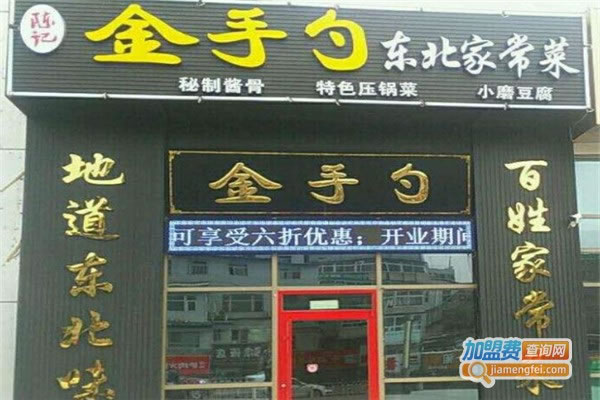 陈记
金手勺 东北家常菜
秘制酱骨 特色压锅菜 小磨豆腐
金手勺
可享受六折优惠；开业期间
地道东北味
百姓家常菜
加盟费查询网
jiamengfei.com